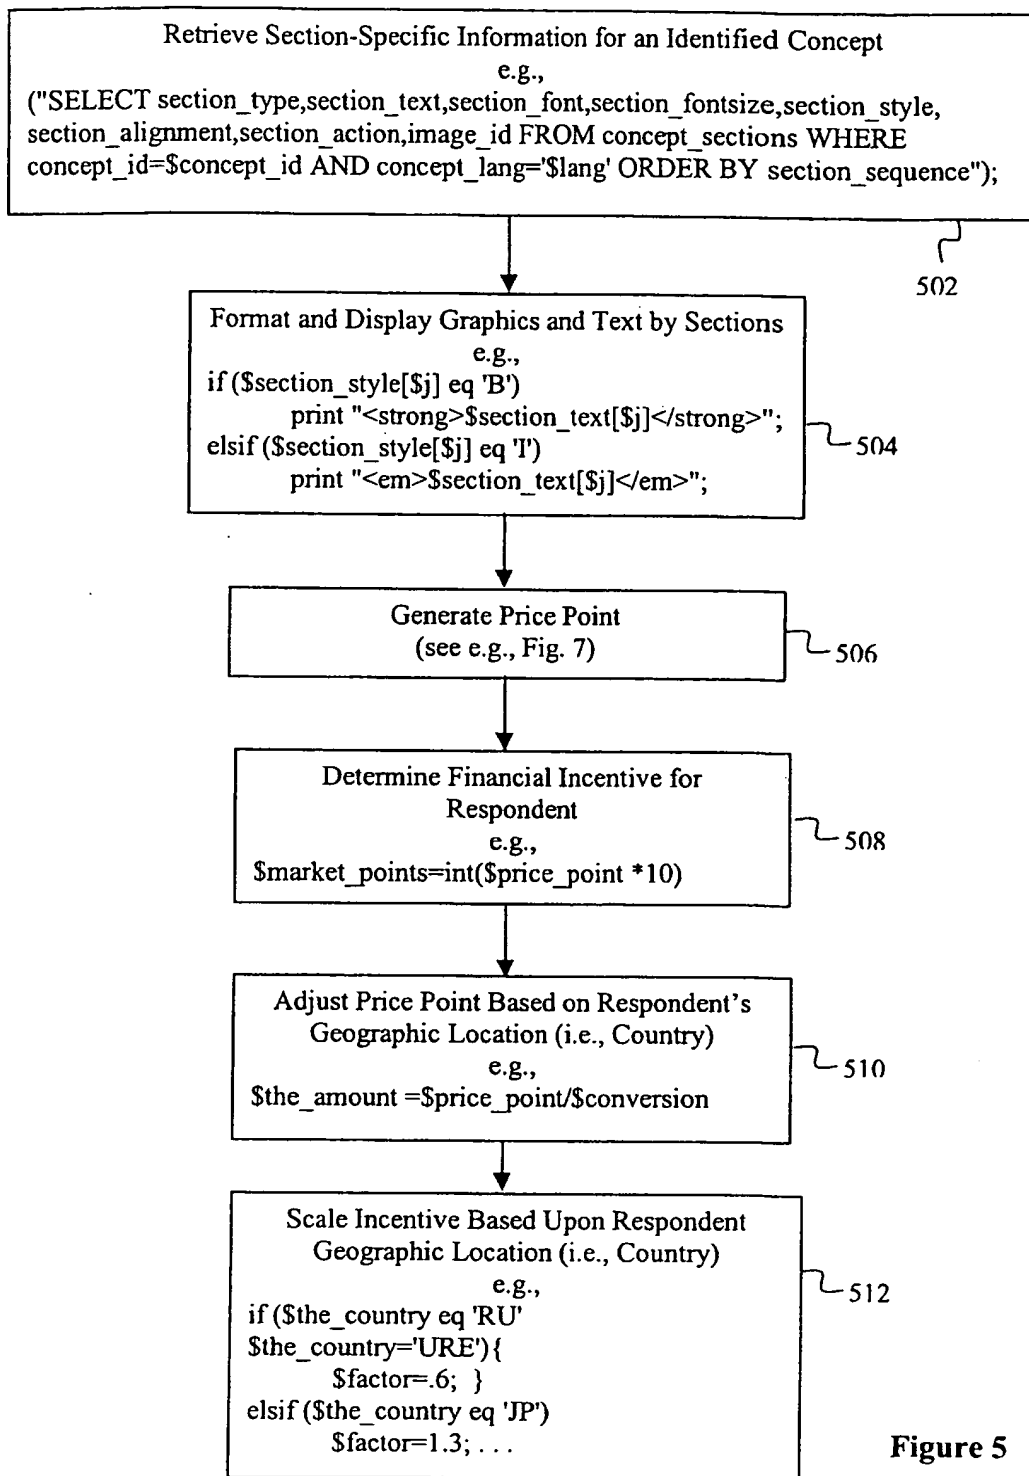 Retrieve Section-Specific Information for an Identified Concept
e.g.,
("SELECT section_type,section_text,section_font,section_fontsize,section_style,
section_alignment,section_action,image_id FROM concept_sections WHERE
concept_id=$concept_id AND concept_lang='$lang' ORDER BY section_sequence");
502
Format and Display Graphics and Text by Sections
e.g.,
if ($section_style[$j] eq 'B')
print "<strong>$section_text[$j]</strong>";
elsif ($section_style[$j] eq 'I')
print "<em>$section_text[$j]</em>";
504
Generate Price Point
(see e.g., Fig. 7)
506
Determine Financial Incentive for
Respondent
e.g.,
$market_points=int($price_point *10)
508
Adjust Price Point Based on Respondent's
Geographic Location (i.e., Country)
e.g.,
$the_amount =$price_point/$conversion
510
Scale Incentive Based Upon Respondent
Geographic Location (i.e., Country)
e.g.,
if ($the_country eq 'RU'
$the_country='URE'){
$factor=.6; }
elsif ($the_country eq 'JP')
$factor=1.3; . . .
512
Figure 5